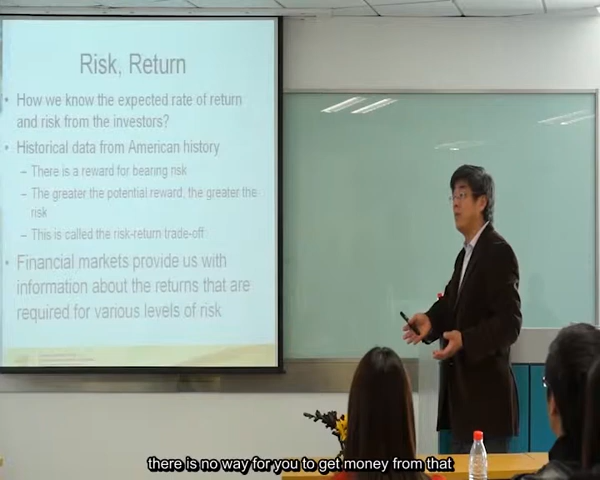 Risk, Return
• How we know the expected rate of return
and risk from the investors?
• Historical data from American history
– There is a reward for bearing risk
– The greater the potential reward, the greater the
risk
– This is called the risk-return trade-off
• Financial markets provide us with
information about the returns that are
required for various levels of risk
there is no way for you to get money from that